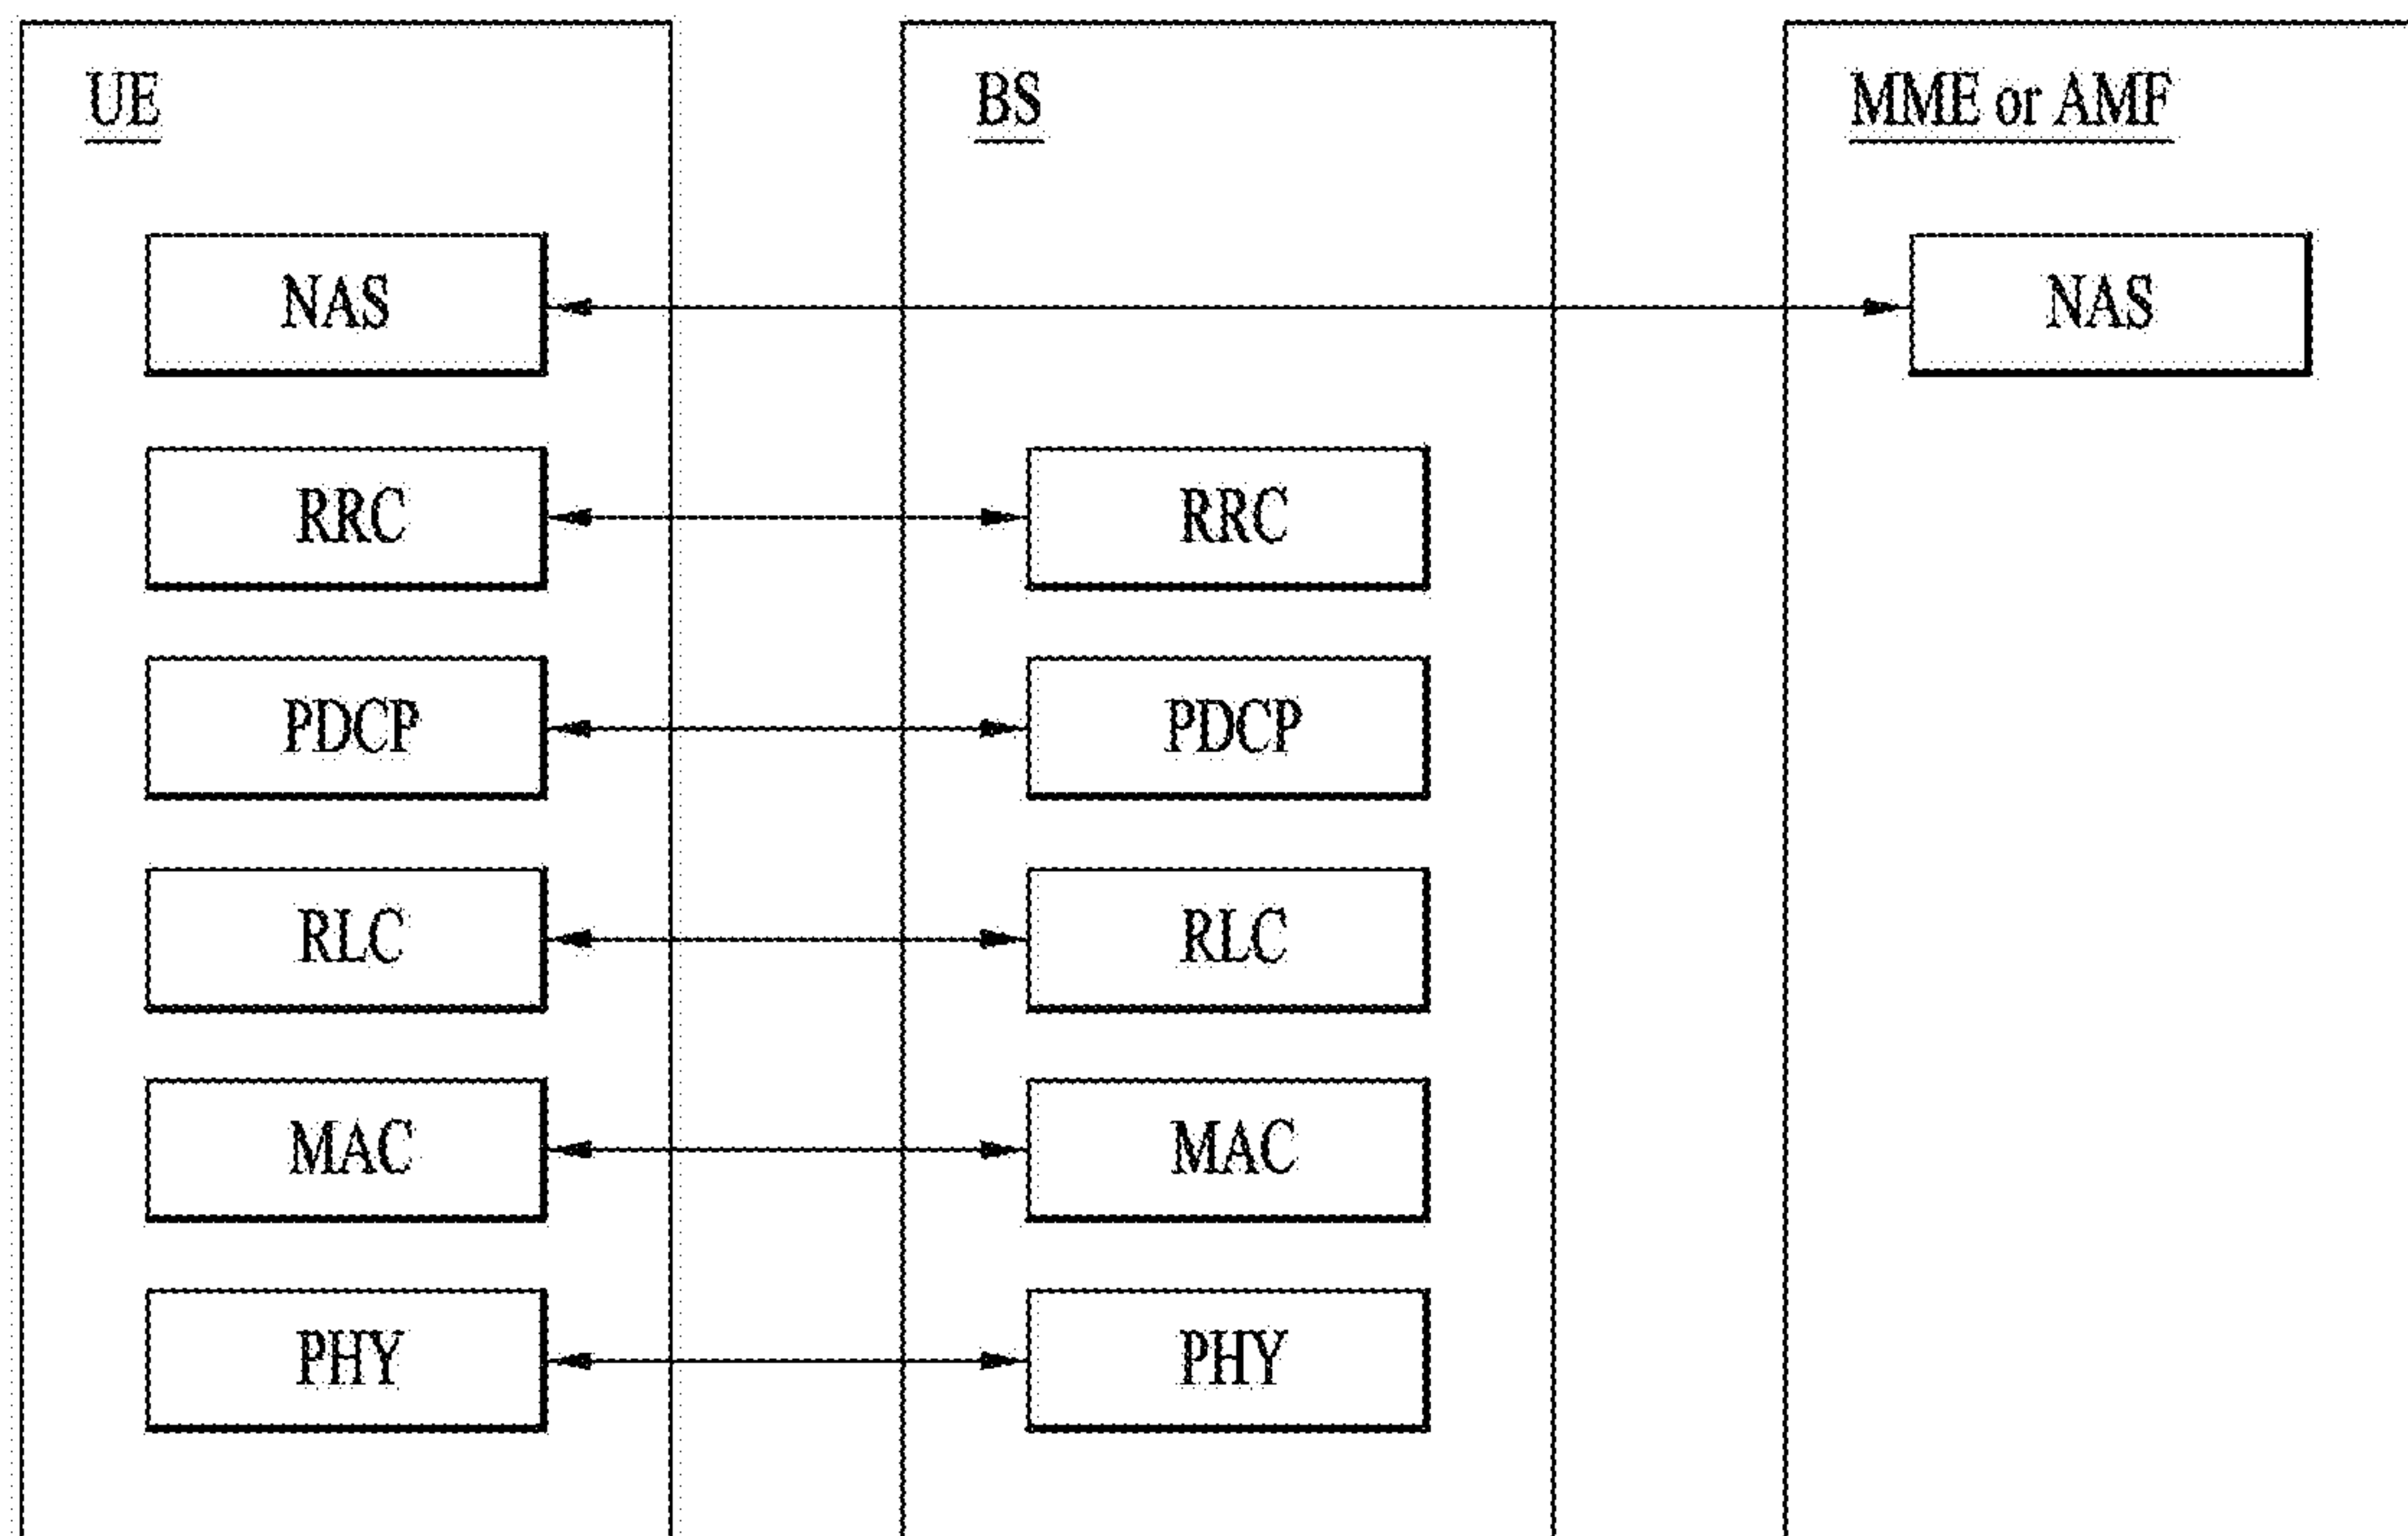 UE
BS
MME or AMF
NAS
NAS
RRC
RRC
PDCP
PDCP
RLC
RLC
MAC
MAC
PHY
PHY